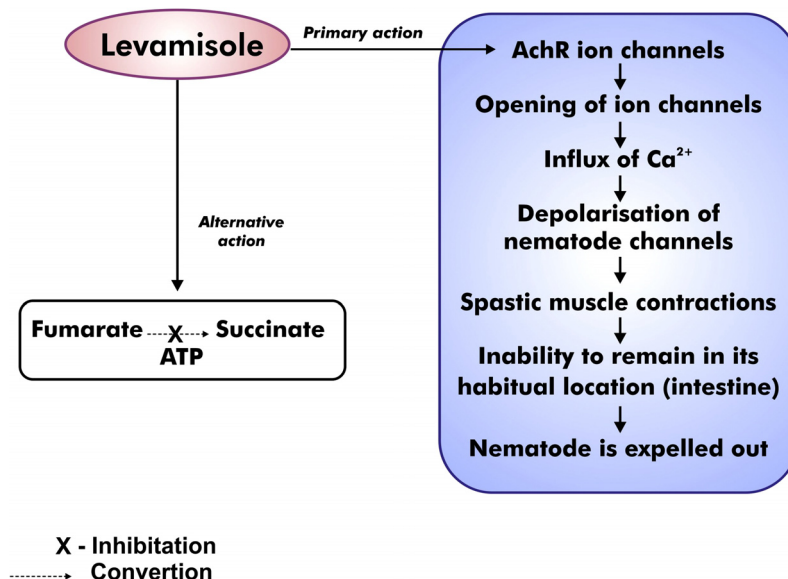 Levamisole
Primary action
AchR ion channels
Opening of ion channels
Influx of Ca²⁺
Depolarisation of
nematode channels
Spastic muscle contractions
Inability to remain in its
habitual location (intestine)
Nematode is expelled out
Alternative
action
Fumarate X Succinate
ATP
X - Inhibitation
Convertion